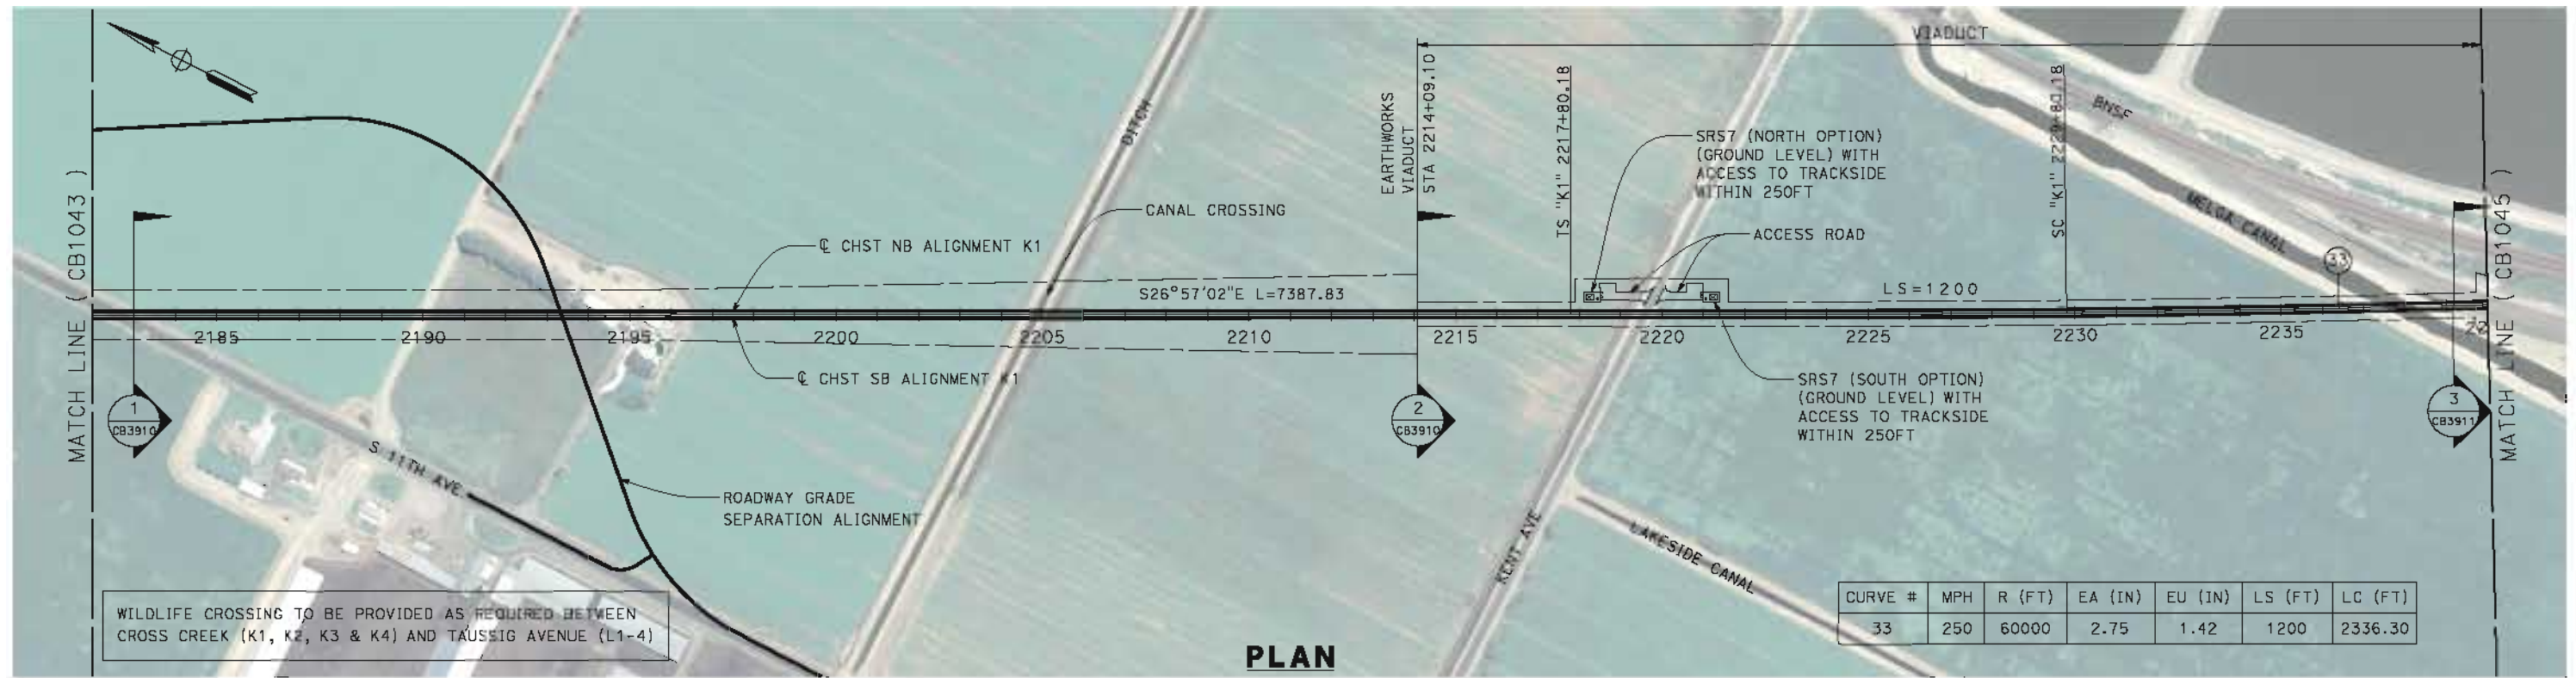 VIADUCT
EARTHWORKS
VIADUCT
STA 2214+09.10
TS "K1" 2217+80.18
SC "K1" 2229+80.18
BNSF
DITCH
SRS7 (NORTH OPTION)
(GROUND LEVEL) WITH
ACCESS TO TRACKSIDE
WITHIN 250FT
MATCH LINE ( CB1043 )
MELGA CANAL
MATCH LINE ( CB1045 )
CANAL CROSSING
ACCESS ROAD
℄ CHST NB ALIGNMENT K1
33
S26°57'02"E L=7387.83
LS=1200
2185
2190
2195
2200
2205
2210
2215
2220
2225
2230
2235
22
℄ CHST SB ALIGNMENT K1
SRS7 (SOUTH OPTION)
(GROUND LEVEL) WITH
ACCESS TO TRACKSIDE
WITHIN 250FT
1
CB3910
2
CB3910
3
CB3911
S 11TH AVE
ROADWAY GRADE
SEPARATION ALIGNMENT
KENT AVE
LAKESIDE CANAL
WILDLIFE CROSSING TO BE PROVIDED AS REQUIRED BETWEEN
CROSS CREEK (K1, K2, K3 & K4) AND TAUSSIG AVENUE (L1-4)
CURVE # MPH R (FT) EA (IN) EU (IN) LS (FT) LC (FT)
33 250 60000 2.75 1.42 1200 2336.30
PLAN